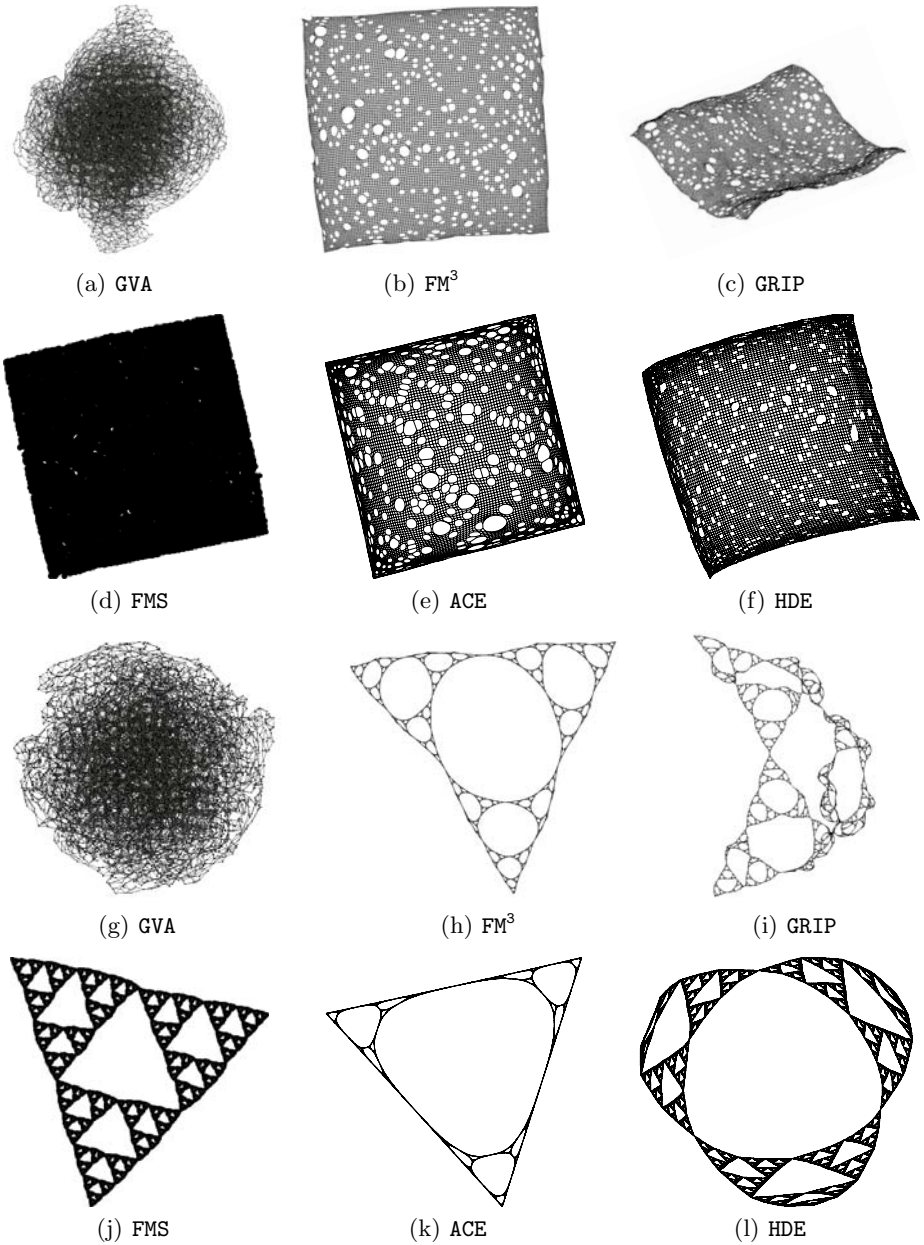 (a) GVA
(b) FM³
(c) GRIP
(d) FMS
(e) ACE
(f) HDE
(g) GVA
(h) FM³
(i) GRIP
(j) FMS
(k) ACE
(l) HDE